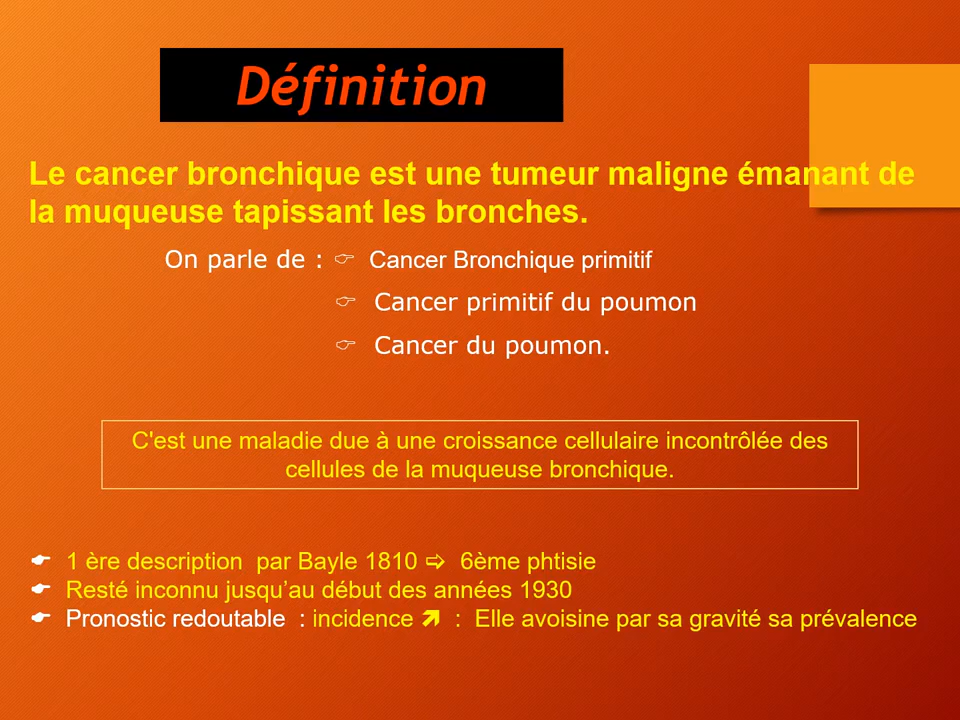 Définition
Le cancer bronchique est une tumeur maligne émanant de
la muqueuse tapissant les bronches.
On parle de : ☞ Cancer Bronchique primitif
☞ Cancer primitif du poumon
☞ Cancer du poumon.
C'est une maladie due à une croissance cellulaire incontrôlée des
cellules de la muqueuse bronchique.
☛ 1 ère description par Bayle 1810 ⇨ 6ème phtisie
☛ Resté inconnu jusqu’au début des années 1930
☛ Pronostic redoutable : incidence ↗ : Elle avoisine par sa gravité sa prévalence